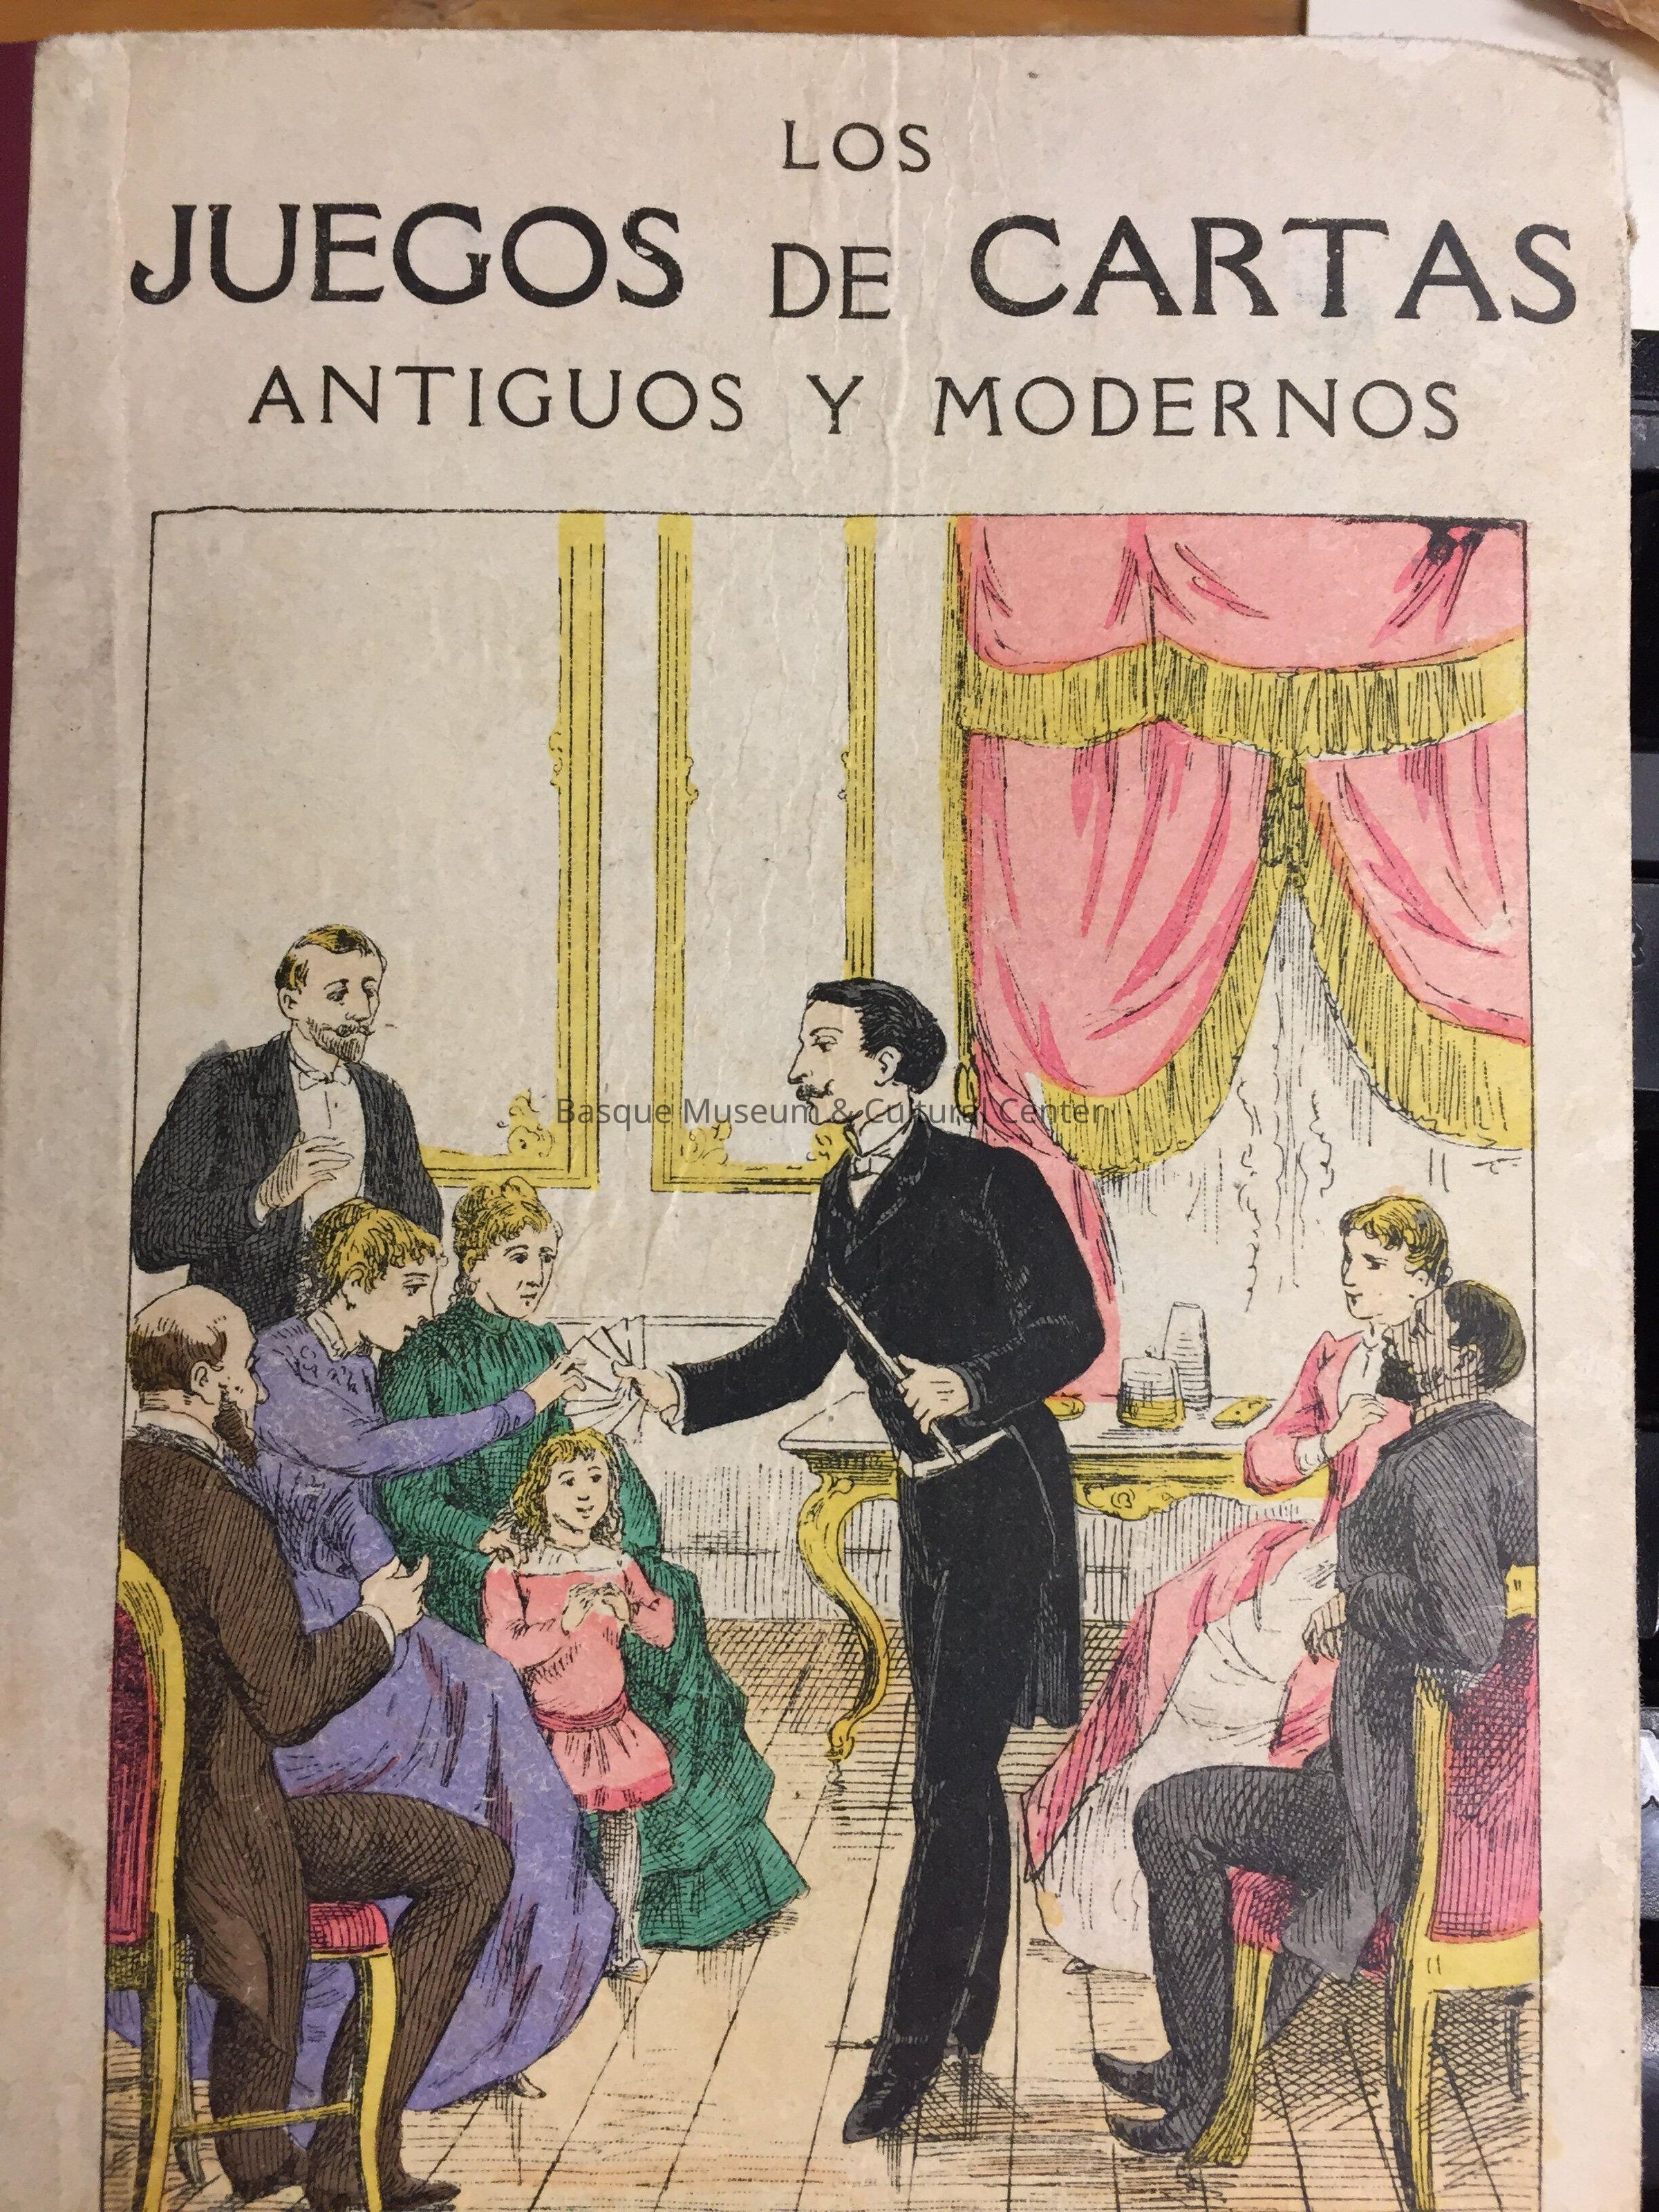 LOS
JUEGOS DE CARTAS
ANTIGUOS Y MODERNOS
Basque Museum & Cultural Center